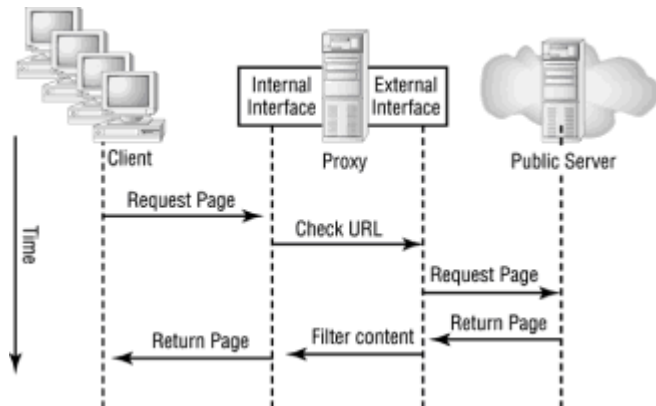 Internal
Interface
External
Interface
Client
Proxy
Public Server
Time
Request Page
Check URL
Request Page
Return Page
Filter content
Return Page